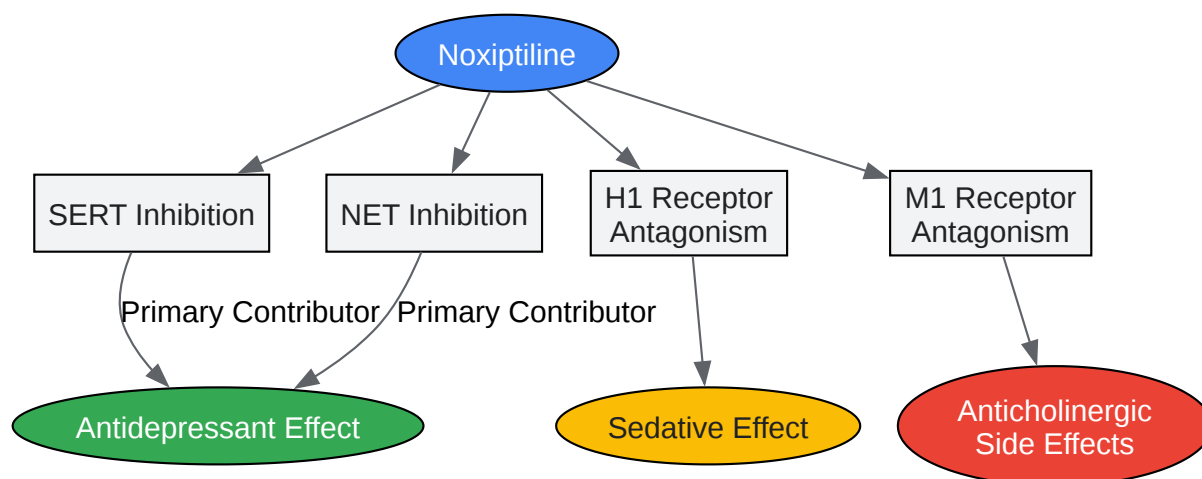 Noxiptiline
SERT Inhibition
NET Inhibition
H1 Receptor
Antagonism
M1 Receptor
Antagonism
Primary Contributor
Primary Contributor
Antidepressant Effect
Sedative Effect
Anticholinergic
Side Effects